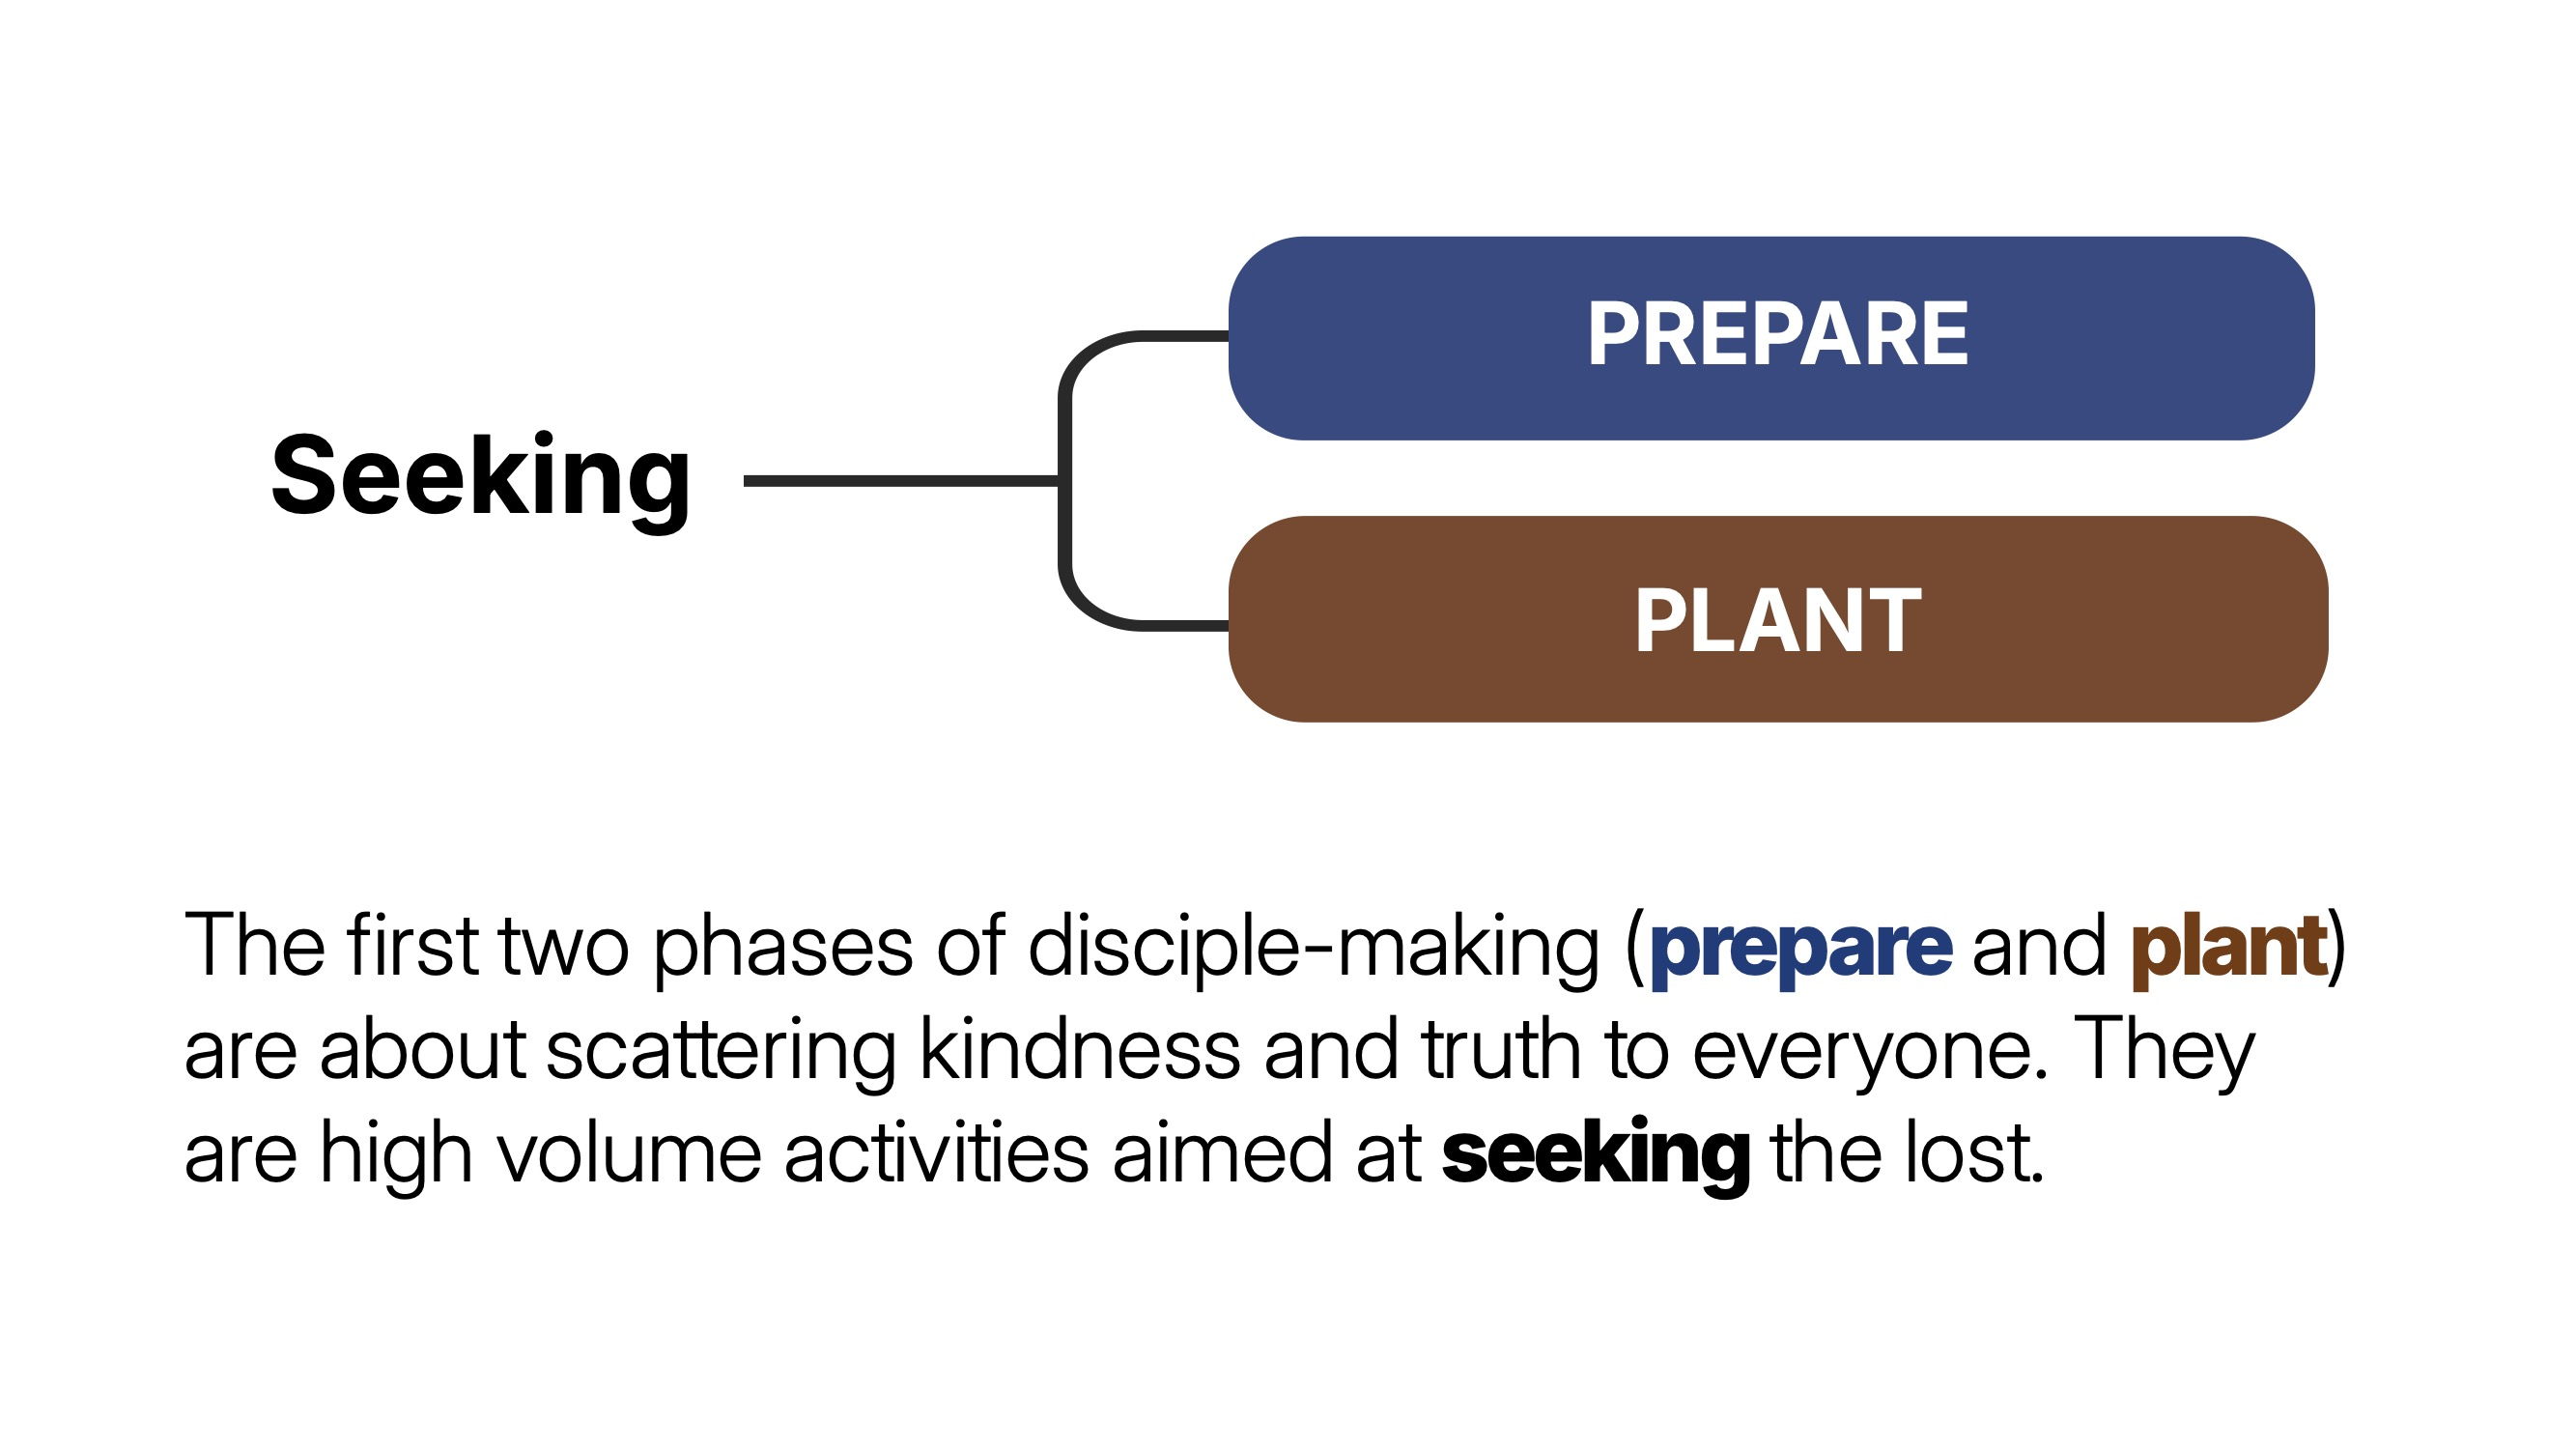 PREPARE
Seeking
PLANT
The first two phases of disciple-making (prepare and plant)
are about scattering kindness and truth to everyone. They
are high volume activities aimed at seeking the lost.